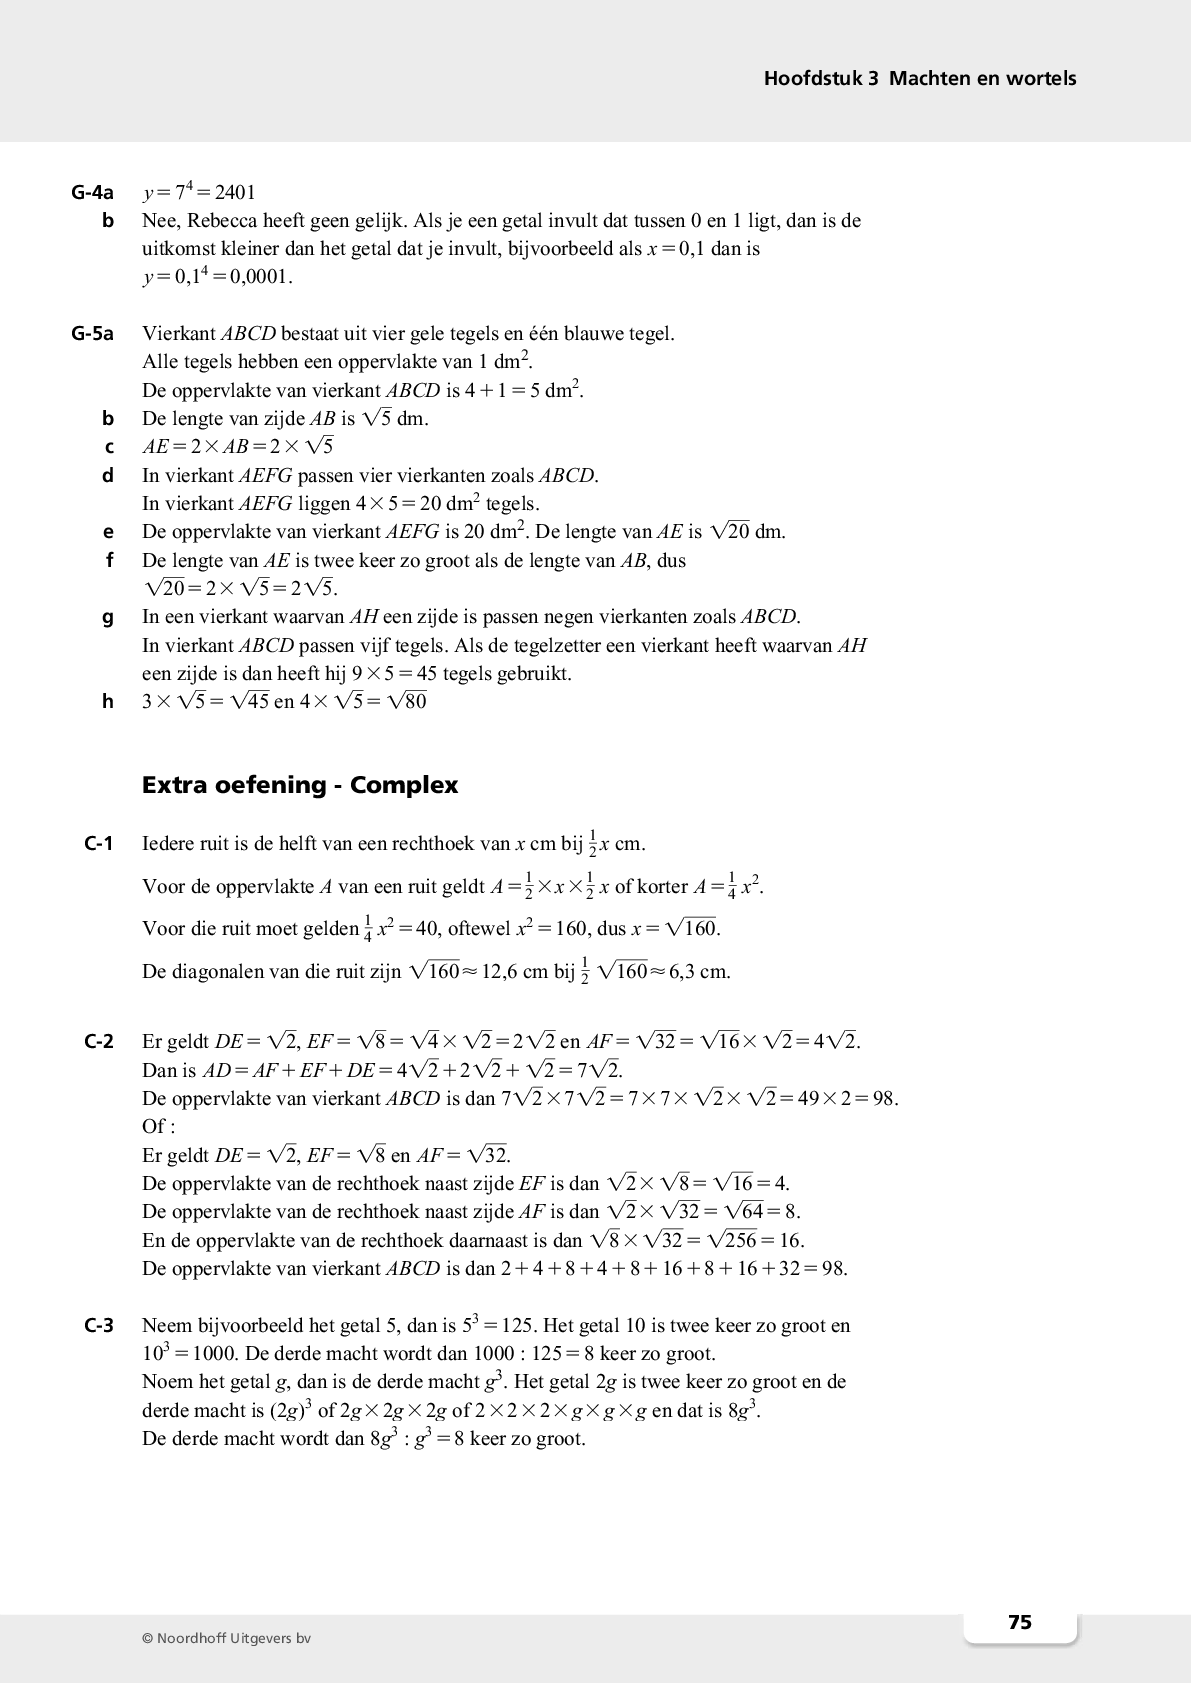 Hoofdstuk 3 Machten en wortels
G-4a y = 7⁴ = 2401
b Nee, Rebecca heeft geen gelijk. Als je een getal invult dat tussen 0 en 1 ligt, dan is de
uitkomst kleiner dan het getal dat je invult, bijvoorbeeld als x = 0,1 dan is
y = 0,1⁴ = 0,0001.
G-5a Vierkant ABCD bestaat uit vier gele tegels en één blauwe tegel.
Alle tegels hebben een oppervlakte van 1 dm².
De oppervlakte van vierkant ABCD is 4 + 1 = 5 dm².
b De lengte van zijde AB is √5 dm.
c AE = 2 × AB = 2 × √5
d In vierkant AEFG passen vier vierkanten zoals ABCD.
In vierkant AEFG liggen 4 × 5 = 20 dm² tegels.
e De oppervlakte van vierkant AEFG is 20 dm². De lengte van AE is √20 dm.
f De lengte van AE is twee keer zo groot als de lengte van AB, dus
√20 = 2 × √5 = 2√5.
g In een vierkant waarvan AH een zijde is passen negen vierkanten zoals ABCD.
In vierkant ABCD passen vijf tegels. Als de tegelzetter een vierkant heeft waarvan AH
een zijde is dan heeft hij 9 × 5 = 45 tegels gebruikt.
h 3 × √5 = √45 en 4 × √5 = √80
Extra oefening - Complex
C-1 Iedere ruit is de helft van een rechthoek van x cm bij ½x cm.
Voor de oppervlakte A van een ruit geldt A = ½ × x × ½ x of korter A = ¼ x².
Voor die ruit moet gelden ¼ x² = 40, oftewel x² = 160, dus x = √160.
De diagonalen van die ruit zijn √160 ≈ 12,6 cm bij ½ √160 ≈ 6,3 cm.
C-2 Er geldt DE = √2, EF = √8 = √4 × √2 = 2√2 en AF = √32 = √16 × √2 = 4√2.
Dan is AD = AF + EF + DE = 4√2 + 2√2 + √2 = 7√2.
De oppervlakte van vierkant ABCD is dan 7√2 × 7√2 = 7 × 7 × √2 × √2 = 49 × 2 = 98.
Of :
Er geldt DE = √2, EF = √8 en AF = √32.
De oppervlakte van de rechthoek naast zijde EF is dan √2 × √8 = √16 = 4.
De oppervlakte van de rechthoek naast zijde AF is dan √2 × √32 = √64 = 8.
En de oppervlakte van de rechthoek daarnaast is dan √8 × √32 = √256 = 16.
De oppervlakte van vierkant ABCD is dan 2 + 4 + 8 + 4 + 8 + 16 + 8 + 16 + 32 = 98.
C-3 Neem bijvoorbeeld het getal 5, dan is 5³ = 125. Het getal 10 is twee keer zo groot en
10³ = 1000. De derde macht wordt dan 1000 : 125 = 8 keer zo groot.
Noem het getal g, dan is de derde macht g³. Het getal 2g is twee keer zo groot en de
derde macht is (2g)³ of 2g × 2g × 2g of 2 × 2 × 2 × g × g × g en dat is 8g³.
De derde macht wordt dan 8g³ : g³ = 8 keer zo groot.
75
© Noordhoff Uitgevers bv